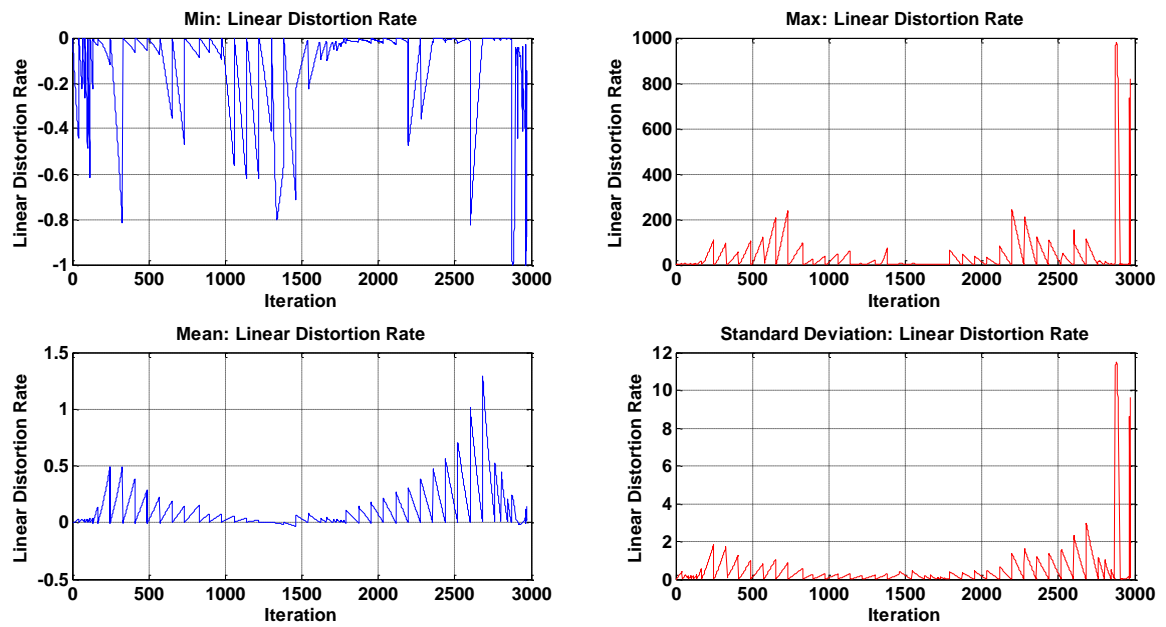 Min: Linear Distortion Rate
Linear Distortion Rate
0
-0.2
-0.4
-0.6
-0.8
-1
0 500 1000 1500 2000 2500 3000
Iteration
Max: Linear Distortion Rate
Linear Distortion Rate
1000
800
600
400
200
0
0 500 1000 1500 2000 2500 3000
Iteration
Mean: Linear Distortion Rate
Linear Distortion Rate
1.5
1
0.5
0
-0.5
0 500 1000 1500 2000 2500 3000
Iteration
Standard Deviation: Linear Distortion Rate
Linear Distortion Rate
12
10
8
6
4
2
0
0 500 1000 1500 2000 2500 3000
Iteration